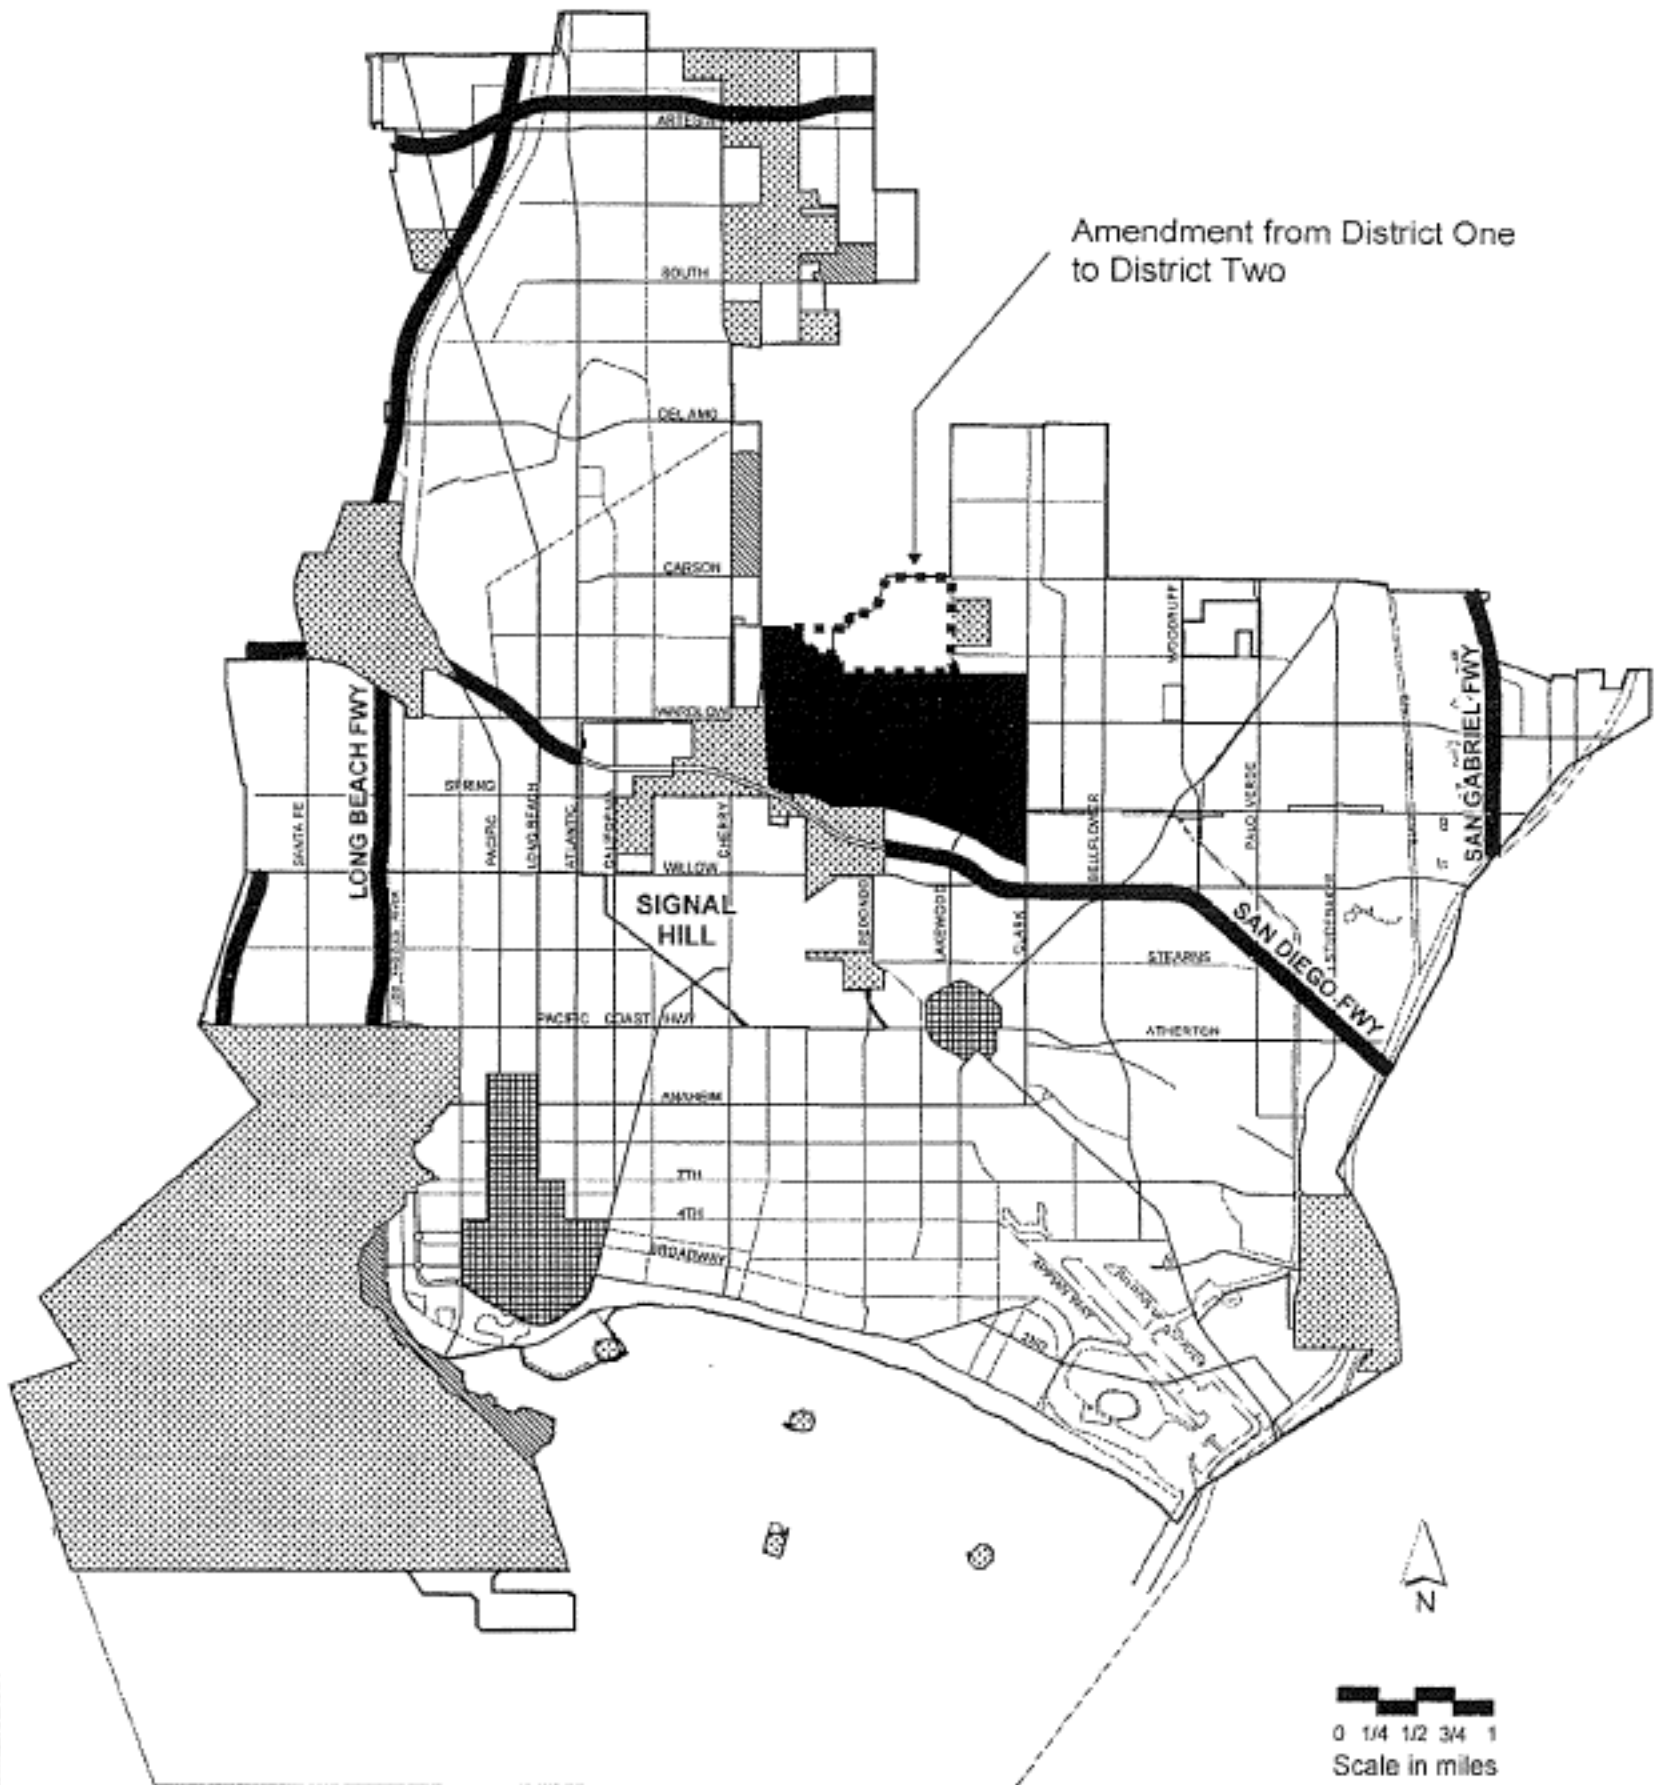 Amendment from District One
to District Two
ARTESIA
SOUTH
DEL AMO
CARSON
WOODRUFF
SAN GABRIEL FWY
LONG BEACH FWY
WARDLOW
SPRING
SANTA FE
PACIFIC
LONG BEACH
ATLANTIC
CALIFORNIA
CHERRY
WILLOW
BELLFLOWER
PALO VERDE
STUDEBAKER
SIGNAL
HILL
REDONDO
LAKEWOOD
CLARK
SAN DIEGO FWY
STEARNS
PACIFIC COAST HWY
ATHERTON
ANAHEIM
7TH
4TH
BROADWAY
2ND
N
0 1/4 1/2 3/4 1
Scale in miles